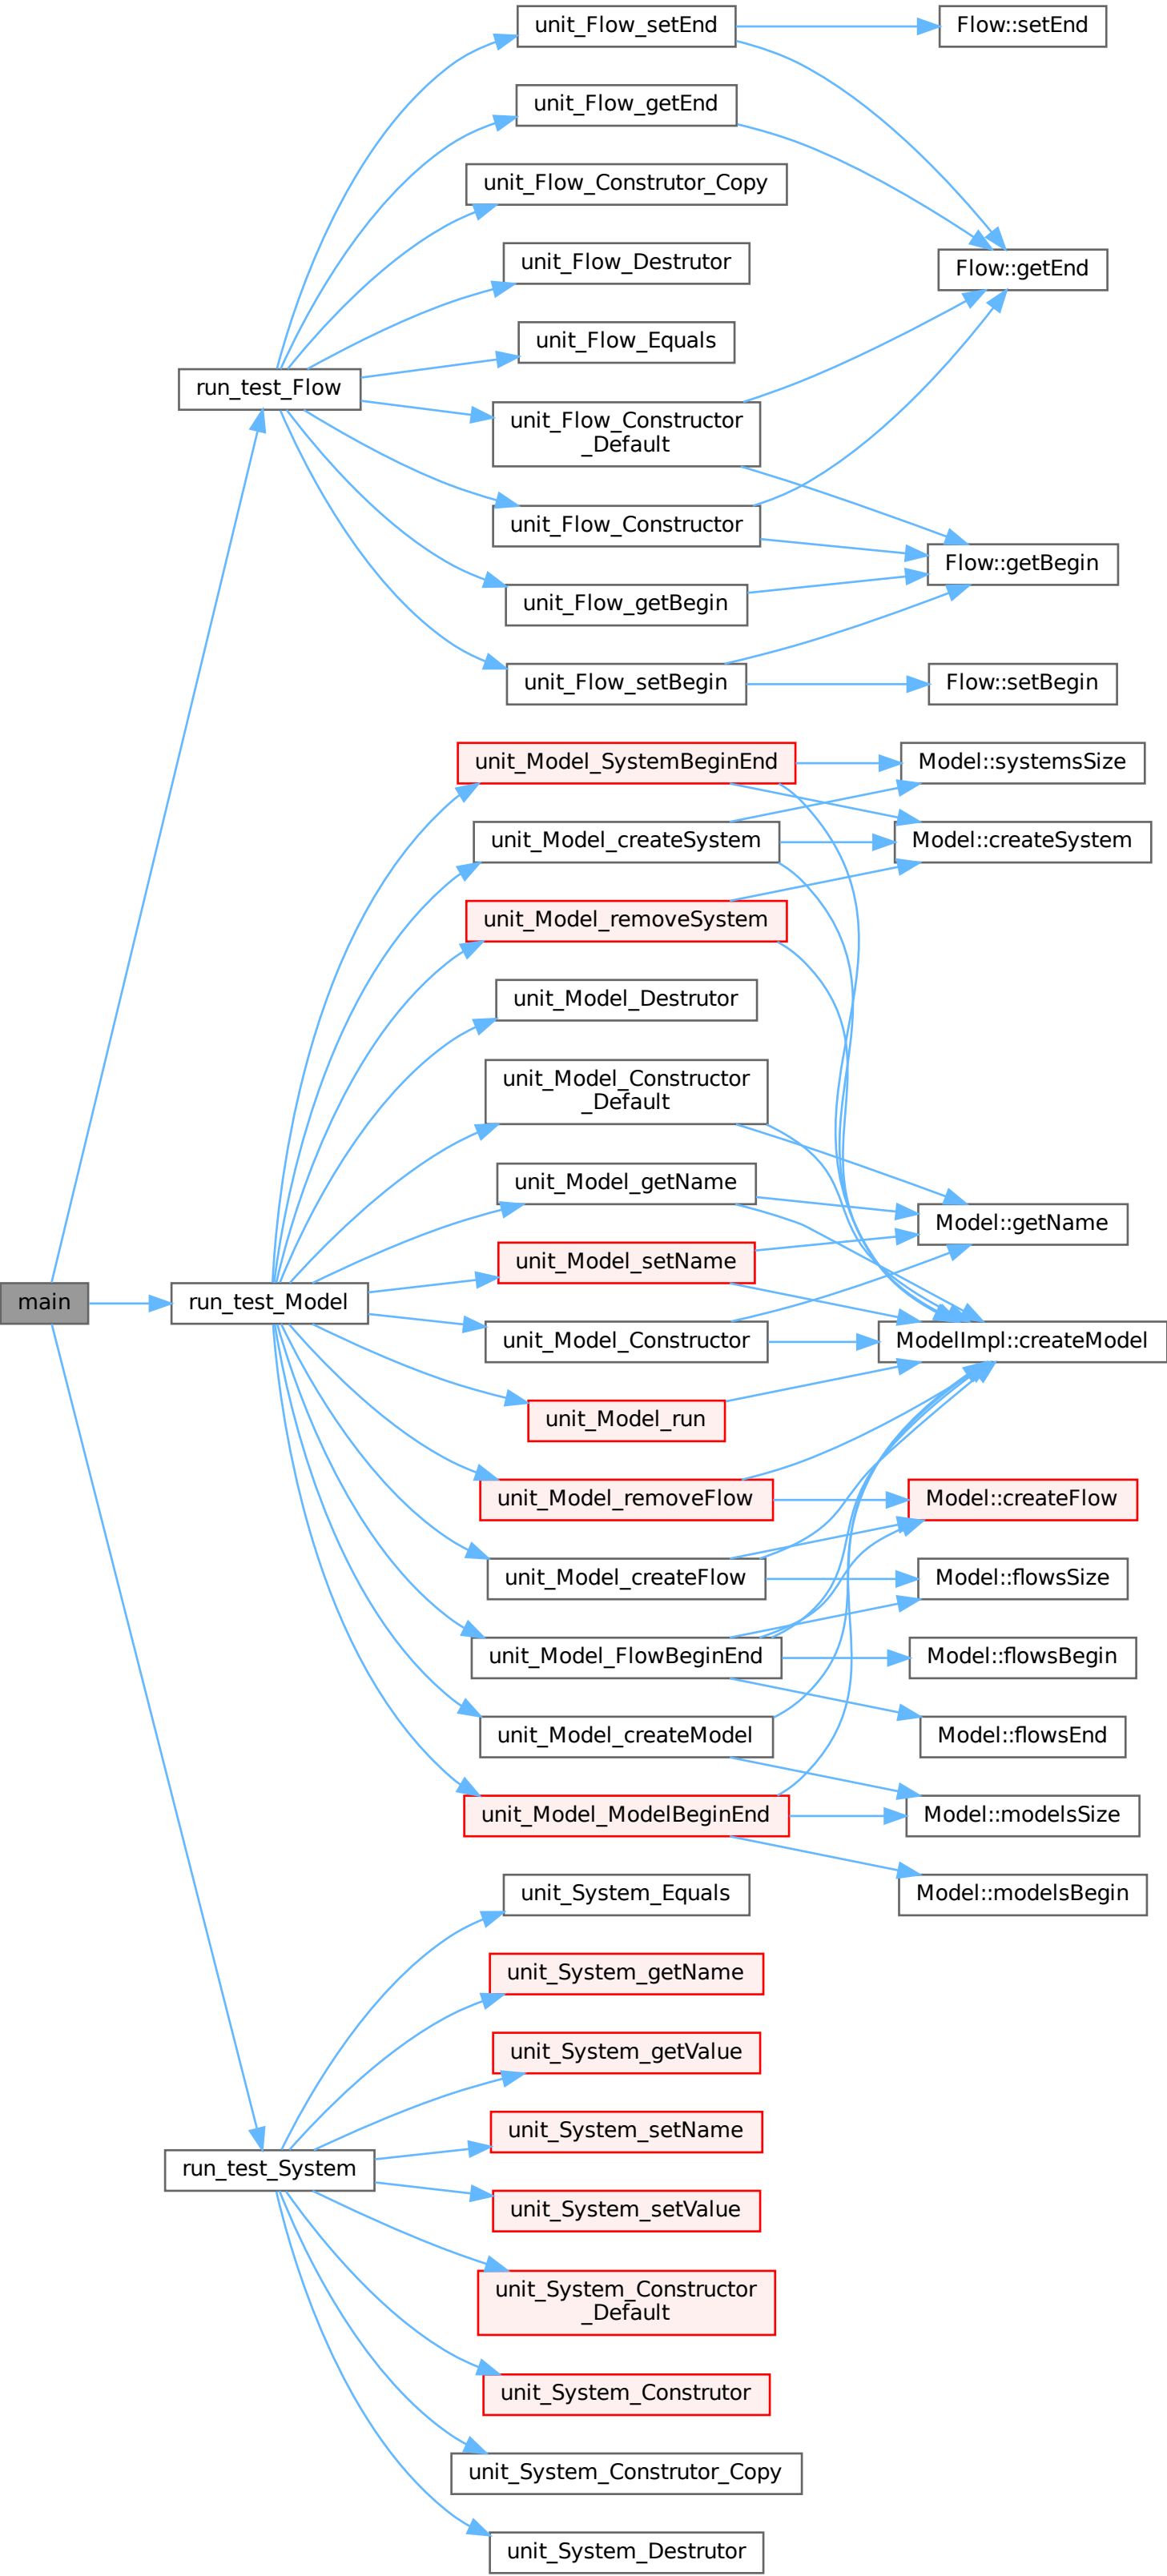 main
run_test_Flow
run_test_Model
run_test_System
unit_Flow_setEnd
unit_Flow_getEnd
unit_Flow_Construtor_Copy
unit_Flow_Destrutor
unit_Flow_Equals
unit_Flow_Constructor
_Default
unit_Flow_Constructor
unit_Flow_getBegin
unit_Flow_setBegin
unit_Model_SystemBeginEnd
unit_Model_createSystem
unit_Model_removeSystem
unit_Model_Destrutor
unit_Model_Constructor
_Default
unit_Model_getName
unit_Model_setName
unit_Model_Constructor
unit_Model_run
unit_Model_removeFlow
unit_Model_createFlow
unit_Model_FlowBeginEnd
unit_Model_createModel
unit_Model_ModelBeginEnd
unit_System_Equals
unit_System_getName
unit_System_getValue
unit_System_setName
unit_System_setValue
unit_System_Constructor
_Default
unit_System_Construtor
unit_System_Construtor_Copy
unit_System_Destrutor
Flow::setEnd
Flow::getEnd
Flow::getBegin
Flow::setBegin
Model::systemsSize
Model::createSystem
Model::getName
ModelImpl::createModel
Model::createFlow
Model::flowsSize
Model::flowsBegin
Model::flowsEnd
Model::modelsSize
Model::modelsBegin